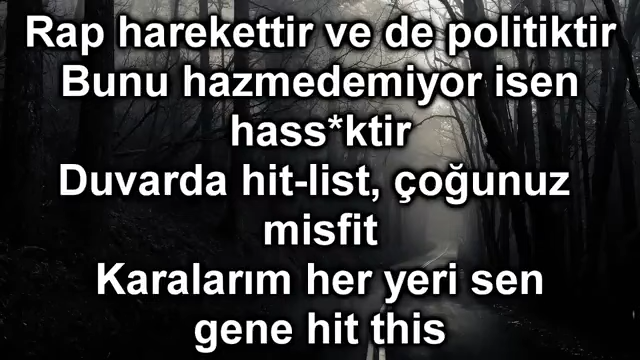 Rap harekettir ve de politiktir
Bunu hazmedemiyor isen
hass*ktir
Duvarda hit-list, çoğunuz
misfit
Karalarım her yeri sen
gene hit this